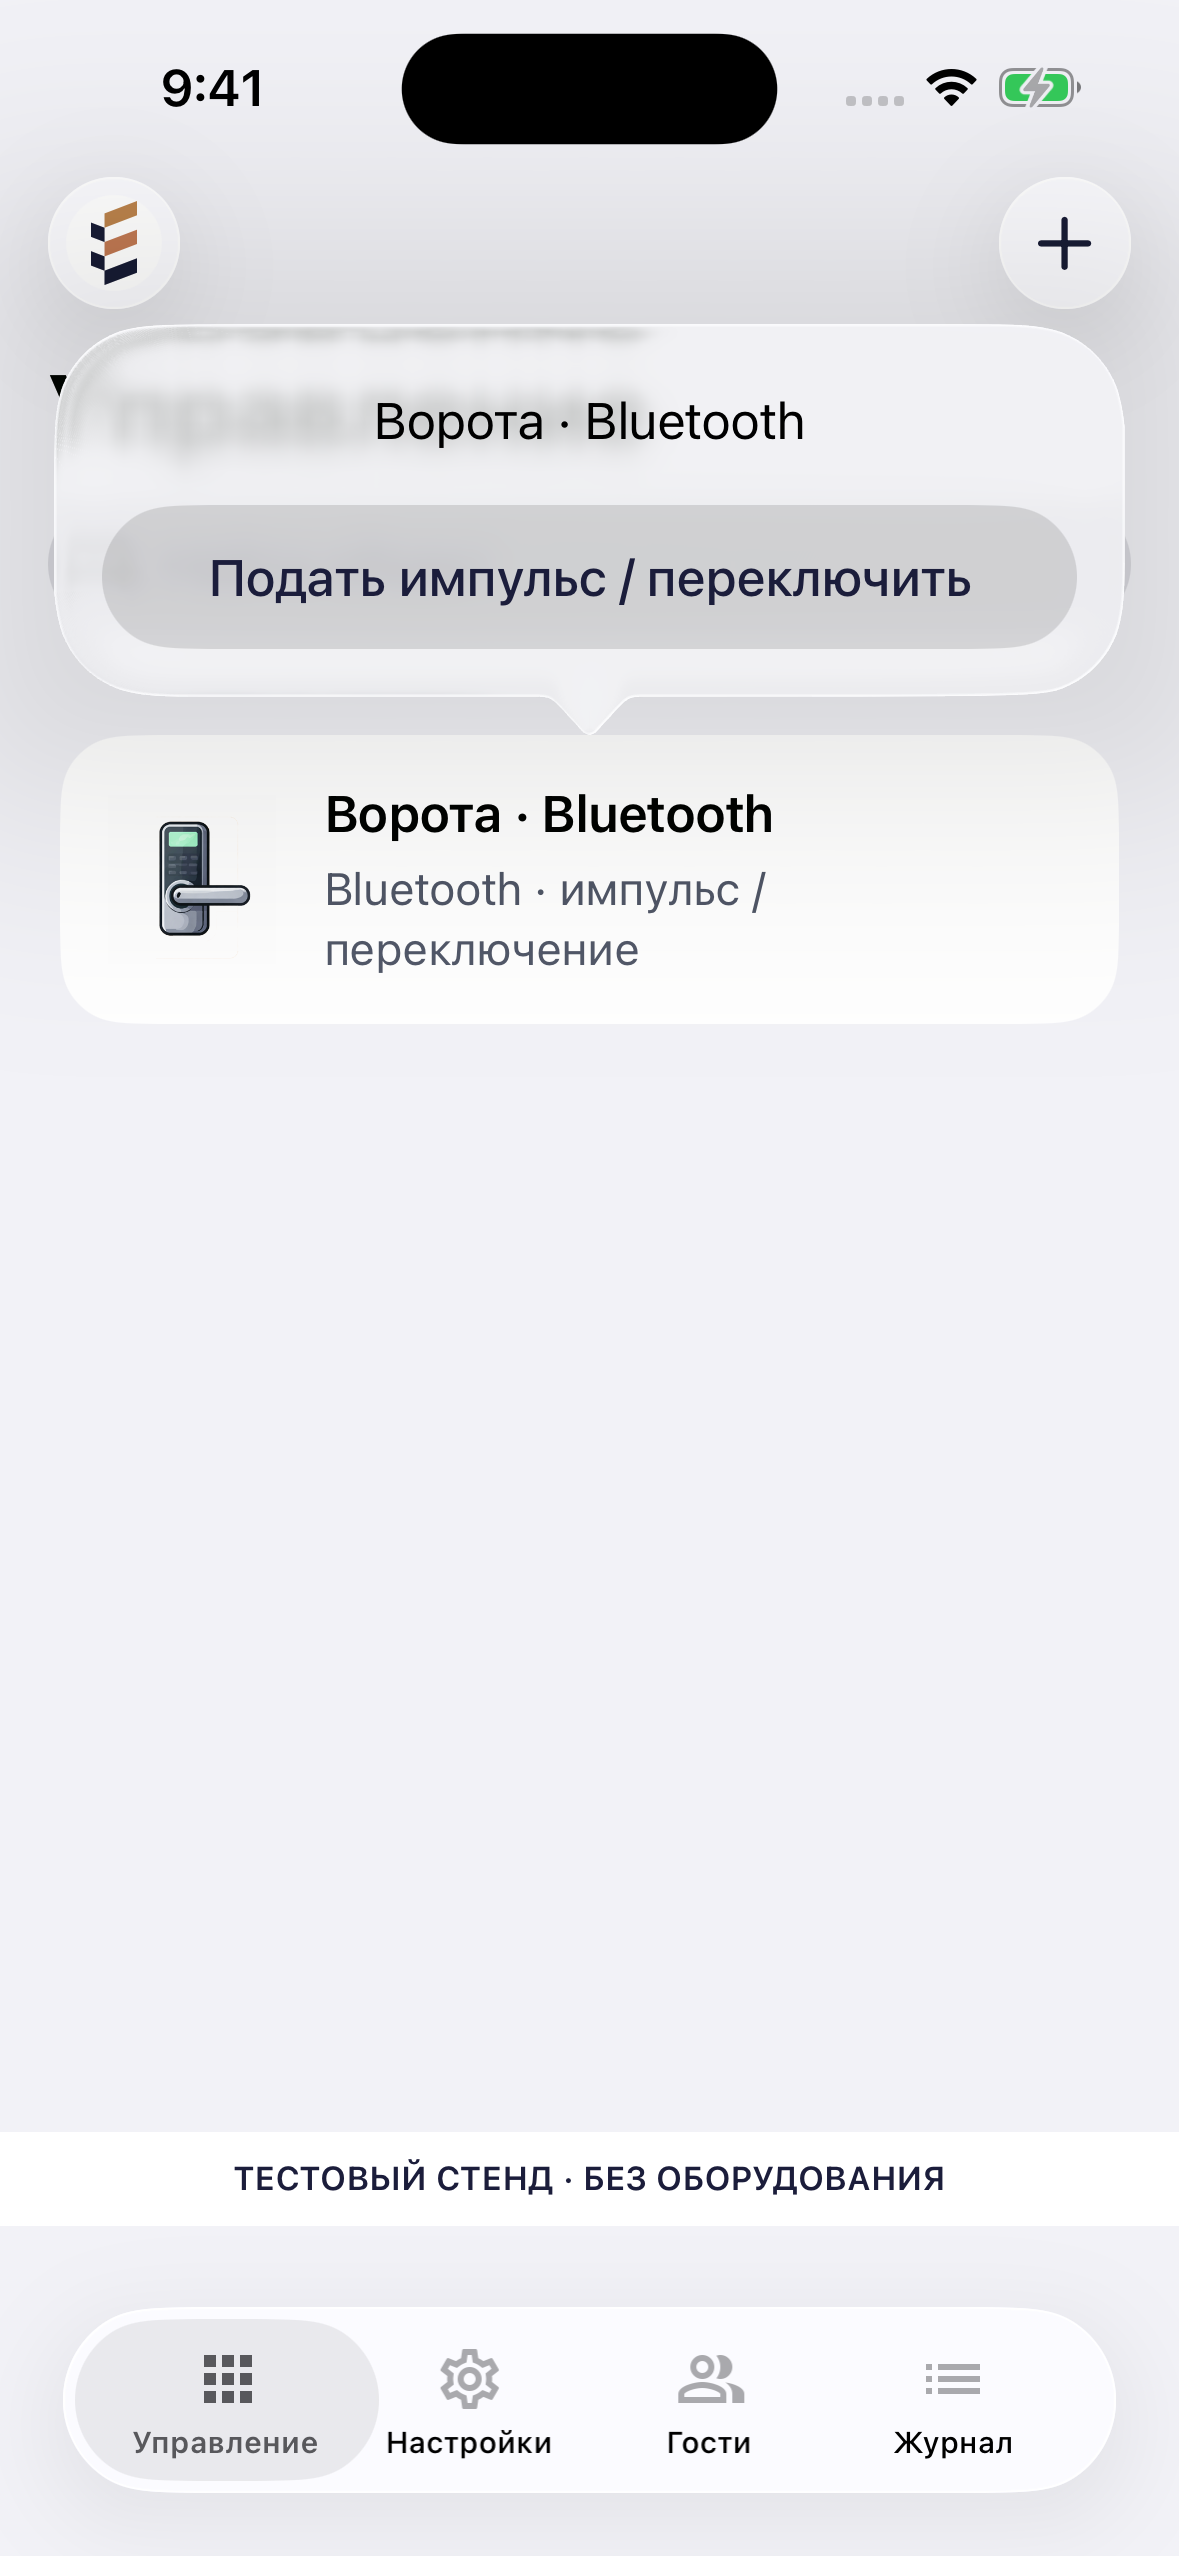 9:41
Ворота · Bluetooth
Подать импульс / переключить
Ворота · Bluetooth
Bluetooth · импульс /
переключение
ТЕСТОВЫЙ СТЕНД · БЕЗ ОБОРУДОВАНИЯ
Управление
Настройки
Гости
Журнал